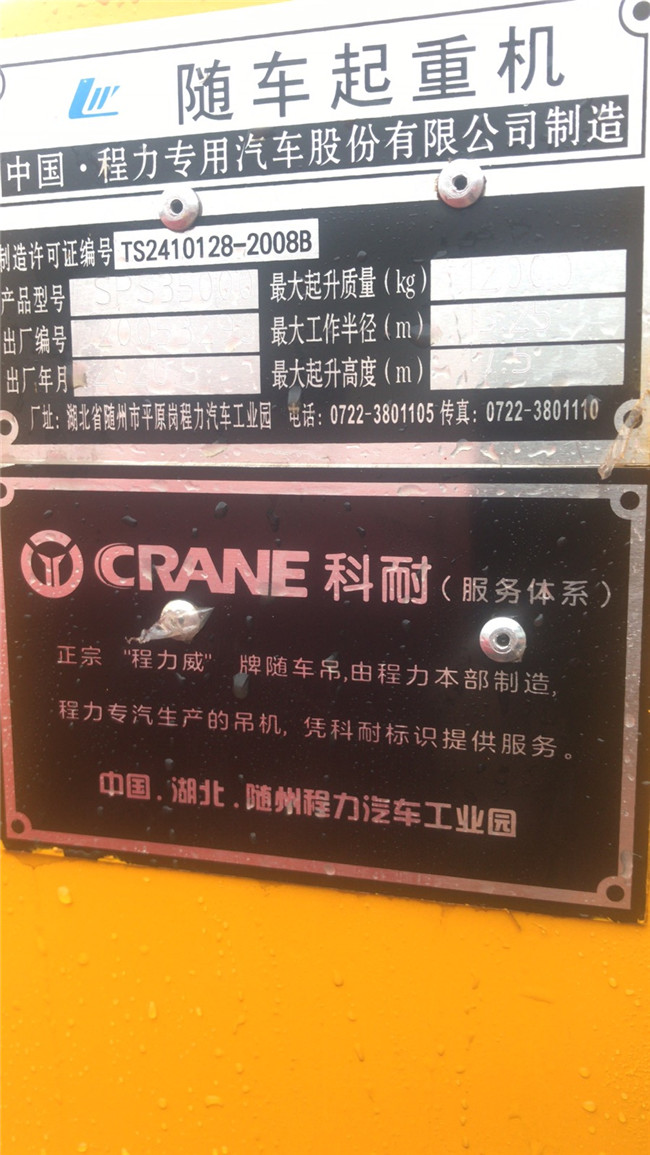 随车起重机
中国·程力专用汽车股份有限公司制造
制造许可证编号 TS2410128-2008B
产品型号 最大起升质量(kg)
出厂编号 最大工作半径(m)
出厂年月 最大起升高度(m)
厂址: 湖北省随州市平原岗程力汽车工业园 电话: 0722-3801105 传真: 0722-3801110
CRANE 科耐(服务体系)
正宗 "程力威" 牌随车吊,由程力本部制造,
程力专汽生产的吊机, 凭科耐标识提供服务。
中国.湖北.随州程力汽车工业园